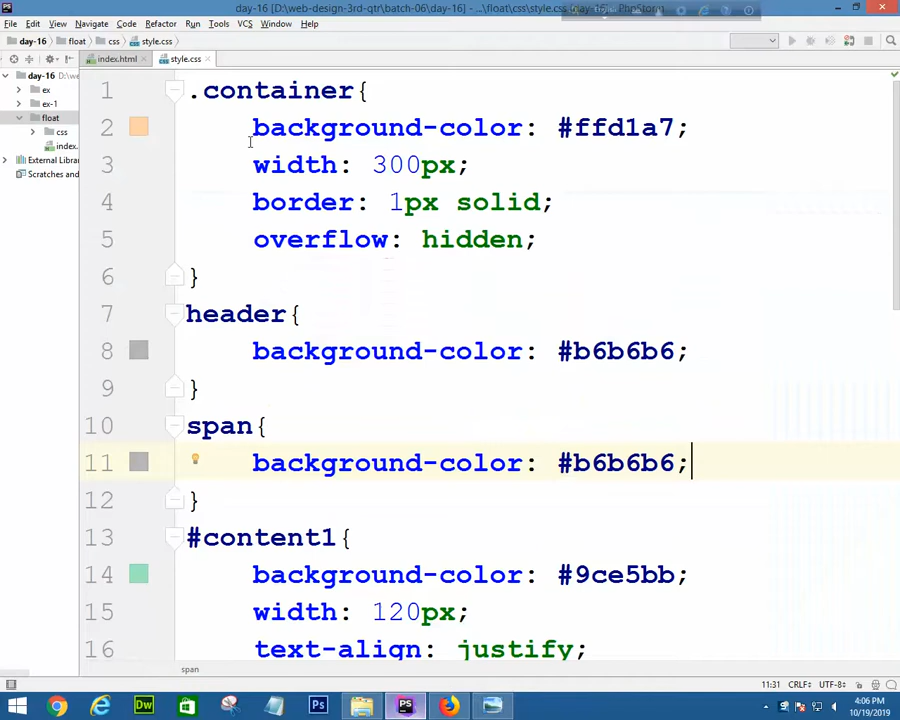 day-16 [D:\web-design-3rd-qtr\batch-06\day-16] - ...\float\css\style.css [day-16] - PhpStorm
File Edit View Navigate Code Refactor Run Tools VCS Window Help
day-16 float css style.css
index.html style.css
day-16 D:\we
ex
ex-1
float
css
index.
External Libra
Scratches and
1 .container{
2 background-color: #ffd1a7;
3 width: 300px;
4 border: 1px solid;
5 overflow: hidden;
6 }
7 header{
8 background-color: #b6b6b6;
9 }
10 span{
11 background-color: #b6b6b6;
12 }
13 #content1{
14 background-color: #9ce5bb;
15 width: 120px;
16 text-align: justify;
span
11:31 CRLF UTF-8
Dw
Ps
PS
4:06 PM
10/19/2019